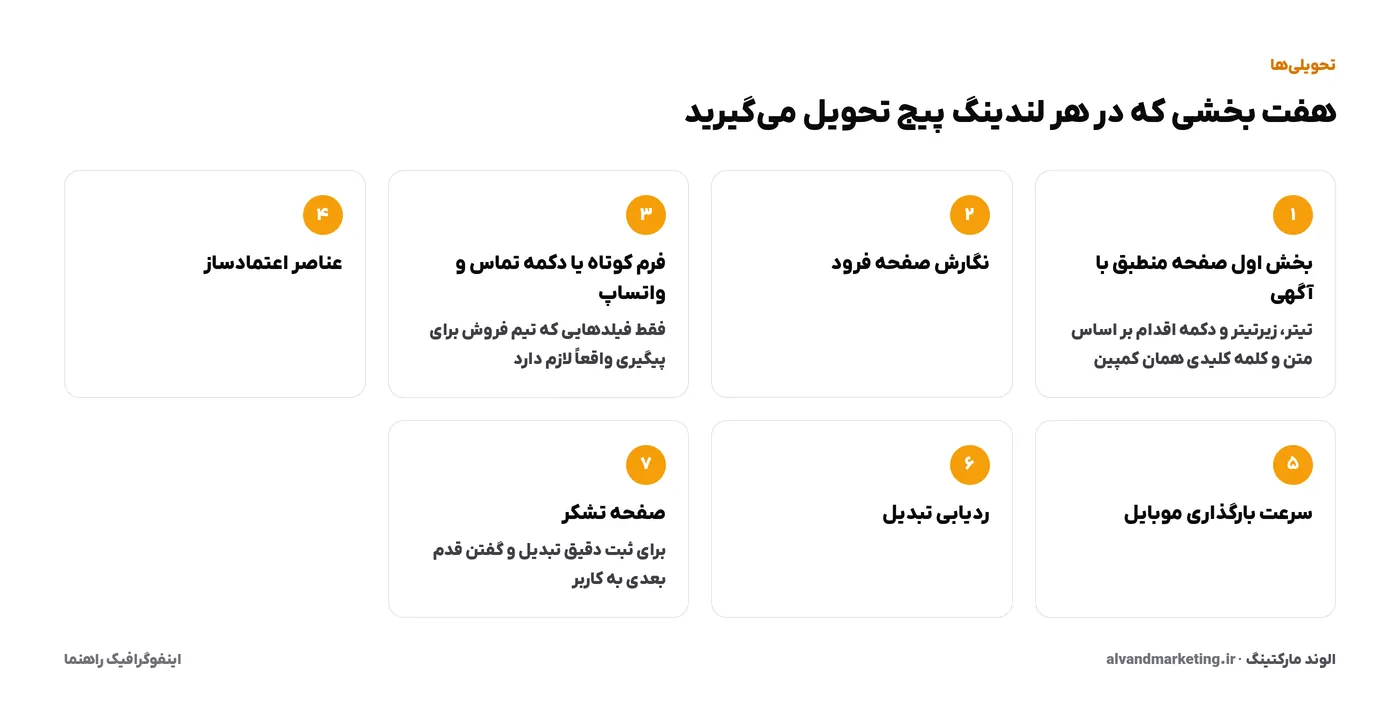 تحویلی‌ها
هفت بخشی که در هر لندینگ پیج تحویل می‌گیرید
۱
بخش اول صفحه منطبق با
آگهی
تیتر، زیرتیتر و دکمه اقدام بر اساس
متن و کلمه کلیدی همان کمپین
۲
نگارش صفحه فرود
۳
فرم کوتاه یا دکمه تماس و
واتساپ
فقط فیلدهایی که تیم فروش برای
پیگیری واقعاً لازم دارد
۴
عناصر اعتمادساز
۵
سرعت بارگذاری موبایل
۶
ردیابی تبدیل
۷
صفحه تشکر
برای ثبت دقیق تبدیل و گفتن قدم
بعدی به کاربر
الوند مارکتینگ · alvandmarketing.ir
اینفوگرافیک راهنما